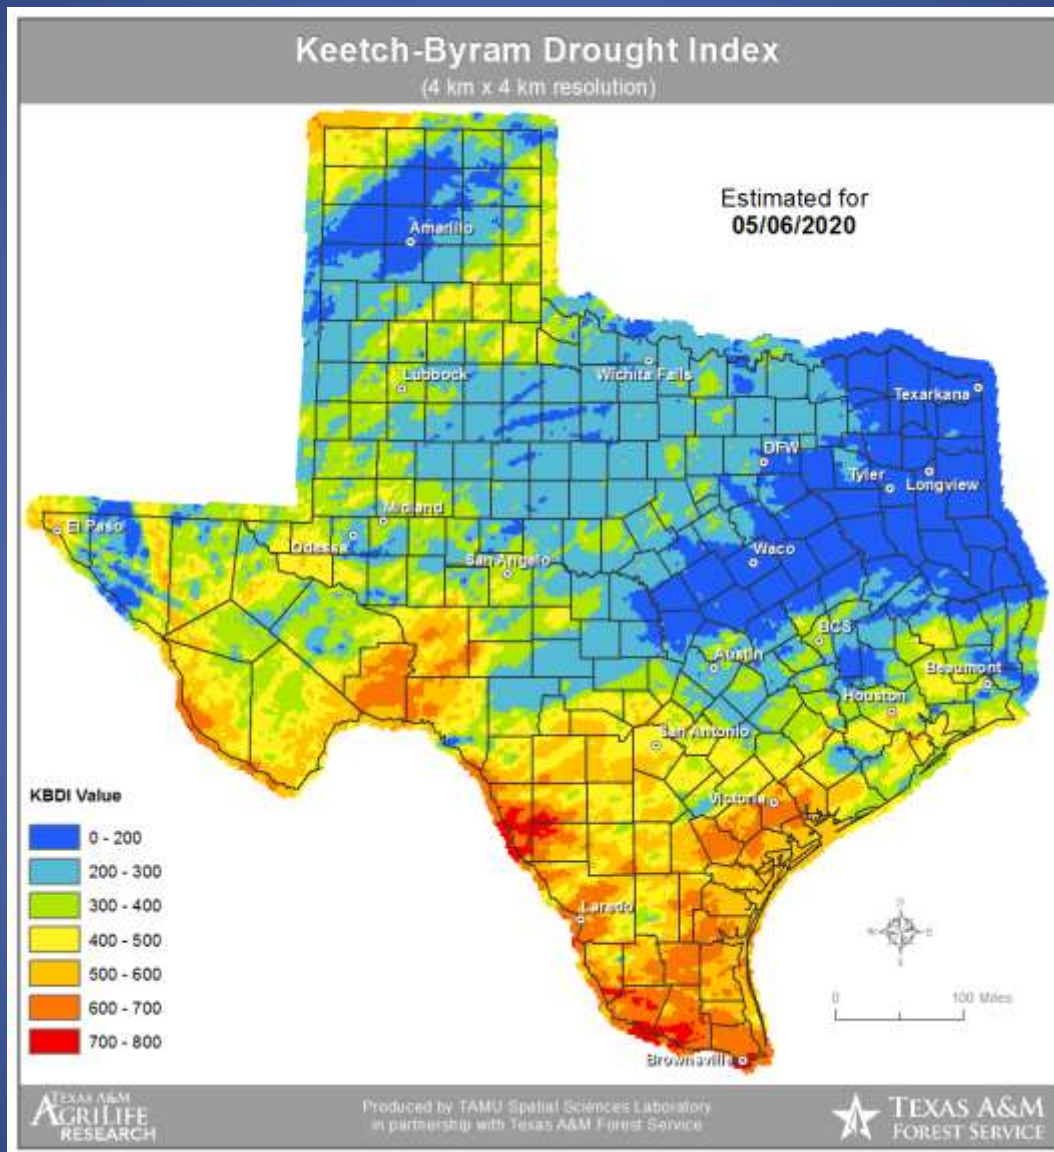 Keetch-Byram Drought Index
(4 km x 4 km resolution)
Estimated for
05/06/2020
Amarillo
Lubbock
Wichita Falls
Texarkana
DFW
Tyler
Longview
El Paso
Midland
Odessa
San Angelo
Waco
BCS
Austin
Beaumont
Houston
San Antonio
Victoria
Laredo
Brownsville
KBDI Value
0 - 200
200 - 300
300 - 400
400 - 500
500 - 600
600 - 700
700 - 800
0 100 Miles
TEXAS A&M
AGRILIFE
RESEARCH
Produced by TAMU Spatial Sciences Laboratory
in partnership with Texas A&M Forest Service
TEXAS A&M
FOREST SERVICE